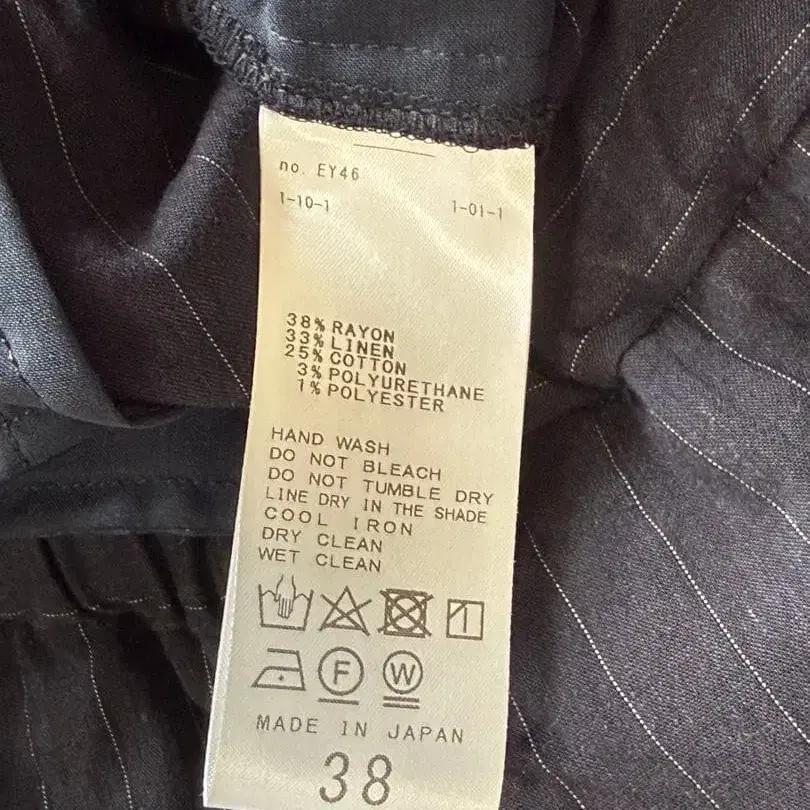 no. EY46
1-10-1 1-01-1
38% RAYON
33% LINEN
25% COTTON
3% POLYURETHANE
1% POLYESTER
HAND WASH
DO NOT BLEACH
DO NOT TUMBLE DRY
LINE DRY IN THE SHADE
COOL IRON
DRY CLEAN
WET CLEAN
F W
MADE IN JAPAN
38